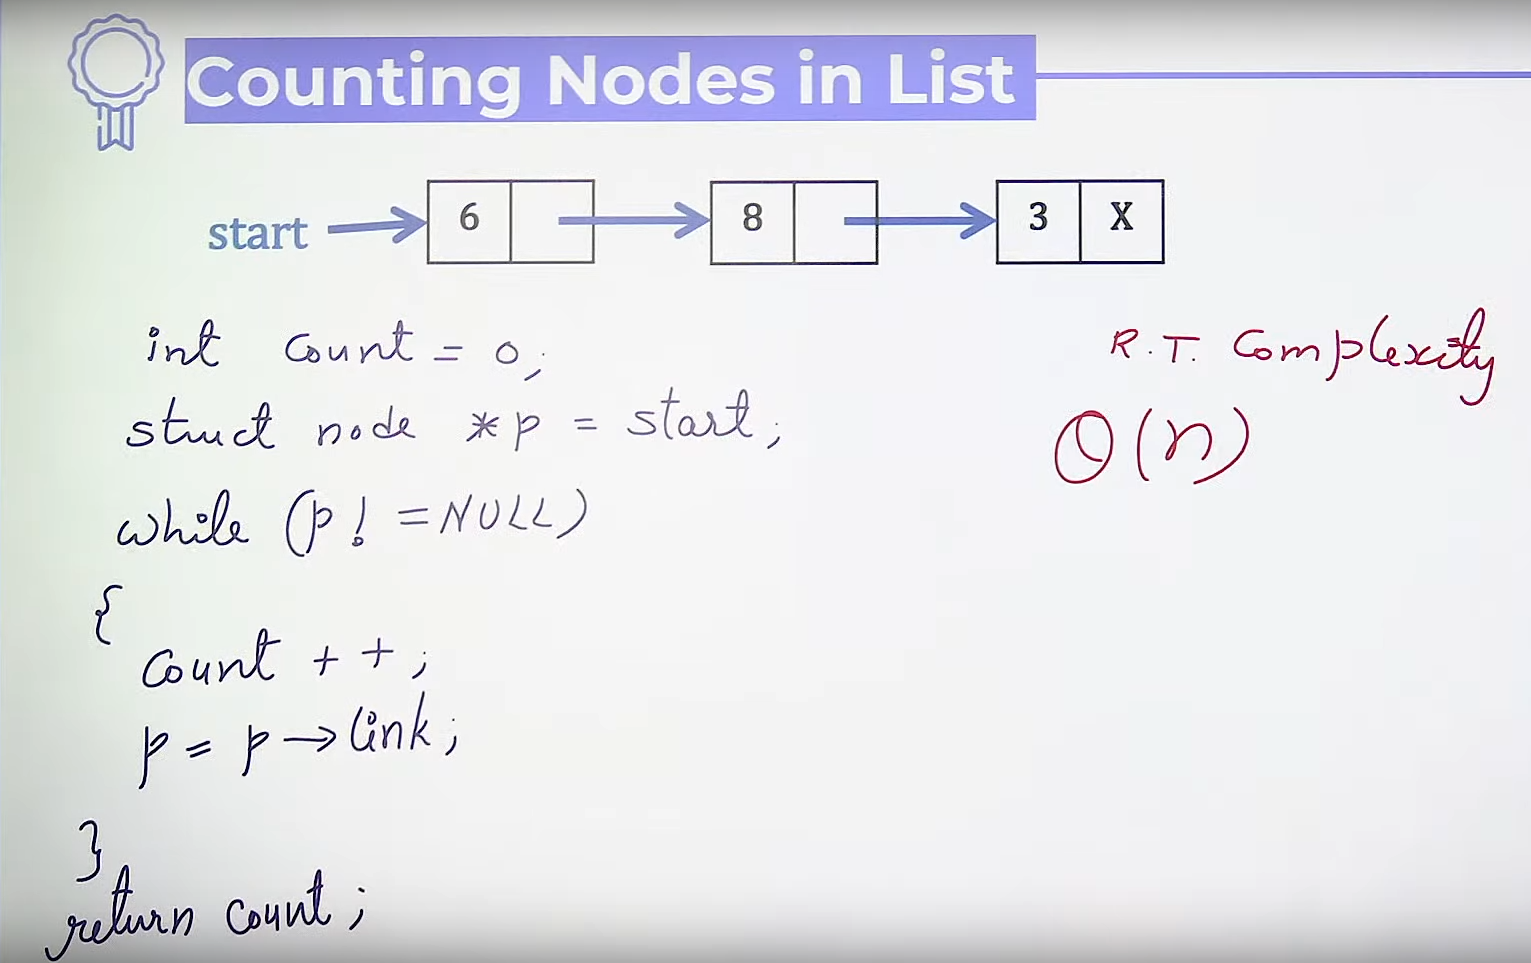 Counting Nodes in List
start → 6 → 8 → 3 X
int count = 0;
struct node *p = start;
while (p! = NULL)
{
count ++;
p = p → link;
}
return count;
R.T. Complexity
Θ(n)